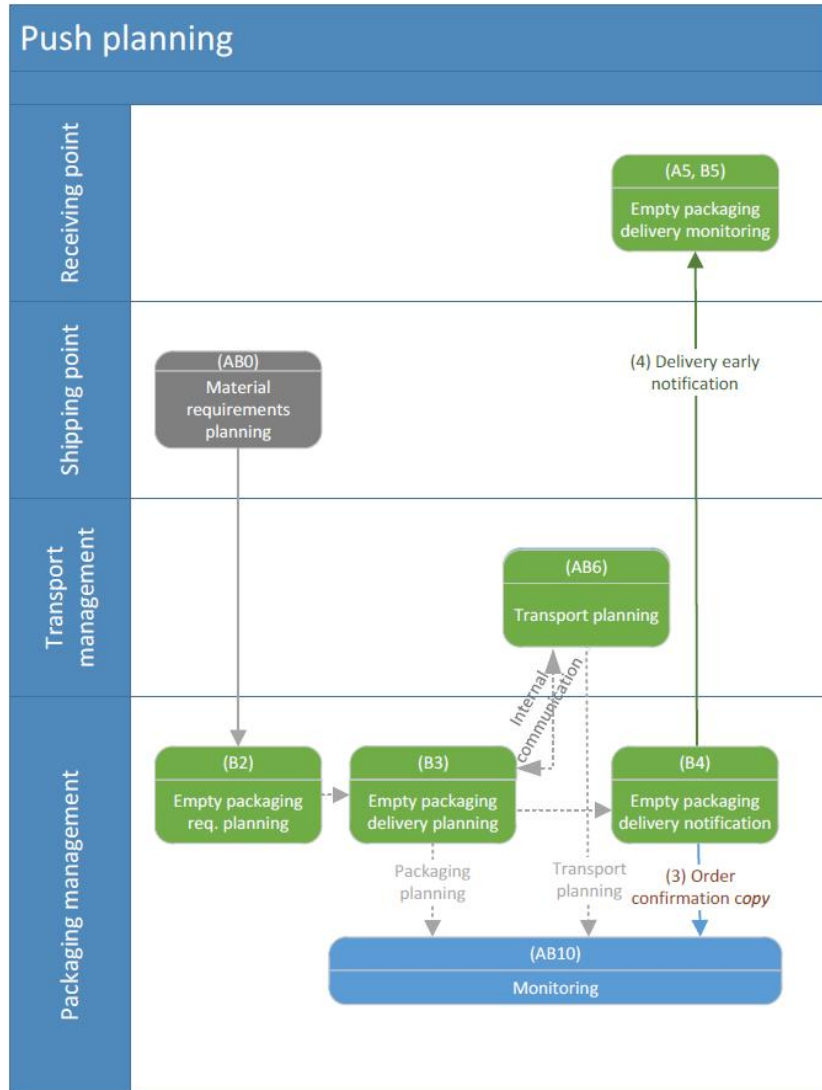 Push planning
Receiving point
(A5, B5)
Empty packaging
delivery monitoring
(4) Delivery early
notification
Shipping point
(AB0)
Material
requirements
planning
Transport
management
(AB6)
Transport planning
Internal
communication
Packaging management
(B2)
Empty packaging
req. planning
(B3)
Empty packaging
delivery planning
(B4)
Empty packaging
delivery notification
Packaging
planning
Transport
planning
(3) Order
confirmation copy
(AB10)
Monitoring